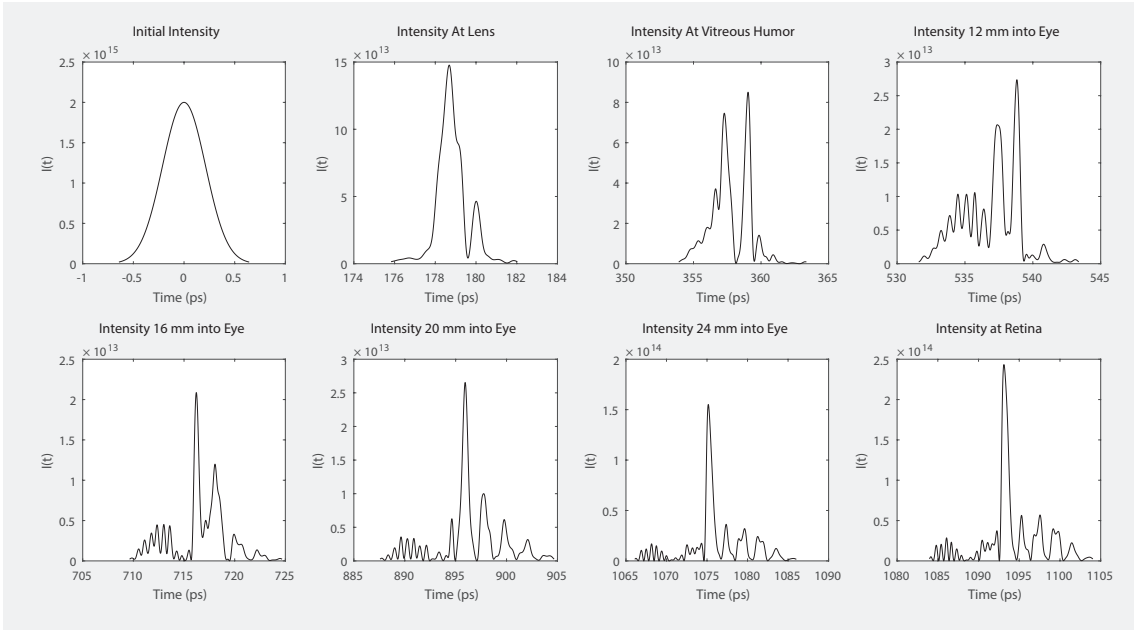 Initial Intensity
× 10 15
2.5
2
1.5
1
0.5
0
-1 -0.5 0 0.5 1
I(t)
Time (ps)
Intensity At Lens
× 10 13
15
10
5
0
174 176 178 180 182 184
I(t)
Time (ps)
Intensity At Vitreous Humor
× 10 13
10
8
6
4
2
0
350 355 360 365
I(t)
Time (ps)
Intensity 12 mm into Eye
× 10 13
3
2.5
2
1.5
1
0.5
0
530 535 540 545
I(t)
Time (ps)
Intensity 16 mm into Eye
× 10 13
2.5
2
1.5
1
0.5
0
705 710 715 720 725
I(t)
Time (ps)
Intensity 20 mm into Eye
× 10 13
3
2.5
2
1.5
1
0.5
0
885 890 895 900 905
I(t)
Time (ps)
Intensity 24 mm into Eye
× 10 14
2
1.5
1
0.5
0
1065 1070 1075 1080 1085 1090
I(t)
Time (ps)
Intensity at Retina
× 10 14
2.5
2
1.5
1
0.5
0
1080 1085 1090 1095 1100 1105
I(t)
Time (ps)